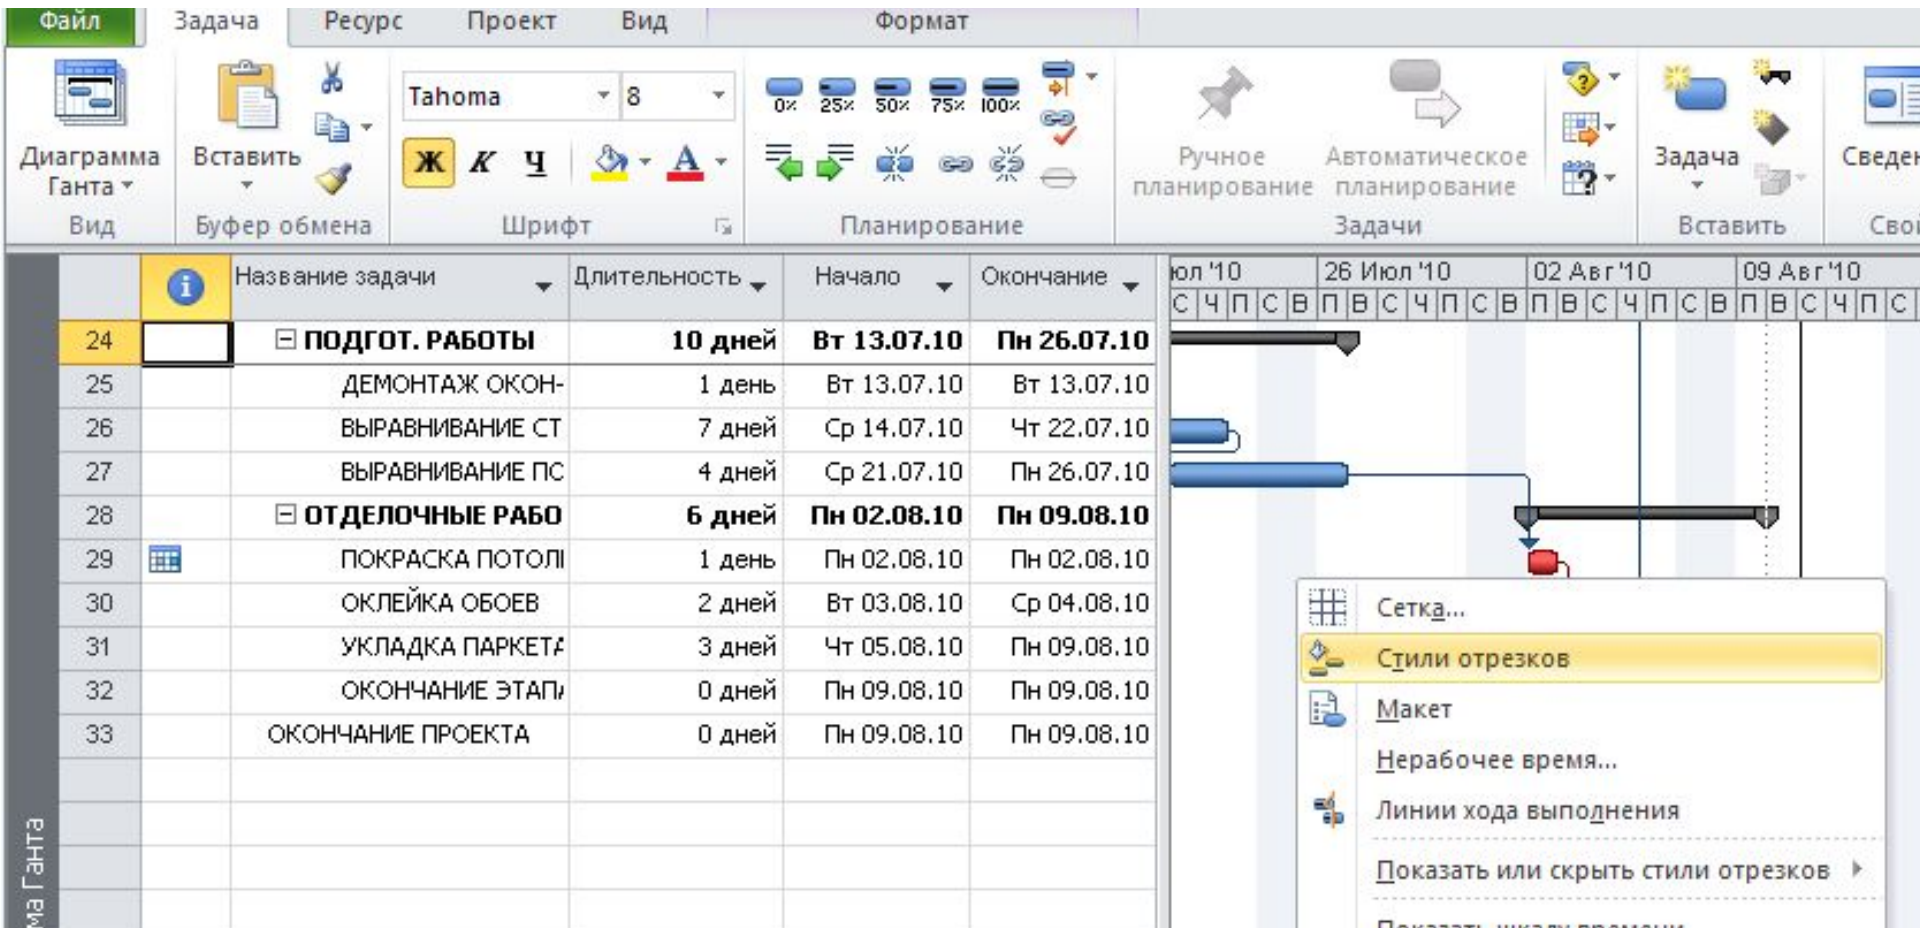 Файл Задача Ресурс Проект Вид Формат
Диаграмма Ганта
Вставить
Tahoma 8
Ж К Ч А
0% 25% 50% 75% 100%
Ручное планирование
Автоматическое планирование
Задача
Вид Буфер обмена Шрифт Планирование Задачи Вставить
Название задачи Длительность Начало Окончание
юл '10 26 Июл '10 02 Авг '10 09 Авг '10
С Ч П С В П В С Ч П С В П В С Ч П С В П В С Ч П С
24 ПОДГОТ. РАБОТЫ 10 дней Вт 13.07.10 Пн 26.07.10
25 ДЕМОНТАЖ ОКОН- 1 день Вт 13.07.10 Вт 13.07.10
26 ВЫРАВНИВАНИЕ СТ 7 дней Ср 14.07.10 Чт 22.07.10
27 ВЫРАВНИВАНИЕ ПС 4 дней Ср 21.07.10 Пн 26.07.10
28 ОТДЕЛОЧНЫЕ РАБО 6 дней Пн 02.08.10 Пн 09.08.10
29 ПОКРАСКА ПОТОЛ 1 день Пн 02.08.10 Пн 02.08.10
30 ОКЛЕЙКА ОБОЕВ 2 дней Вт 03.08.10 Ср 04.08.10
31 УКЛАДКА ПАРКЕТА 3 дней Чт 05.08.10 Пн 09.08.10
32 ОКОНЧАНИЕ ЭТАПА 0 дней Пн 09.08.10 Пн 09.08.10
33 ОКОНЧАНИЕ ПРОЕКТА 0 дней Пн 09.08.10 Пн 09.08.10
Сетка...
Стили отрезков
Макет
Нерабочее время...
Линии хода выполнения
Показать или скрыть стили отрезков
ма Ганта